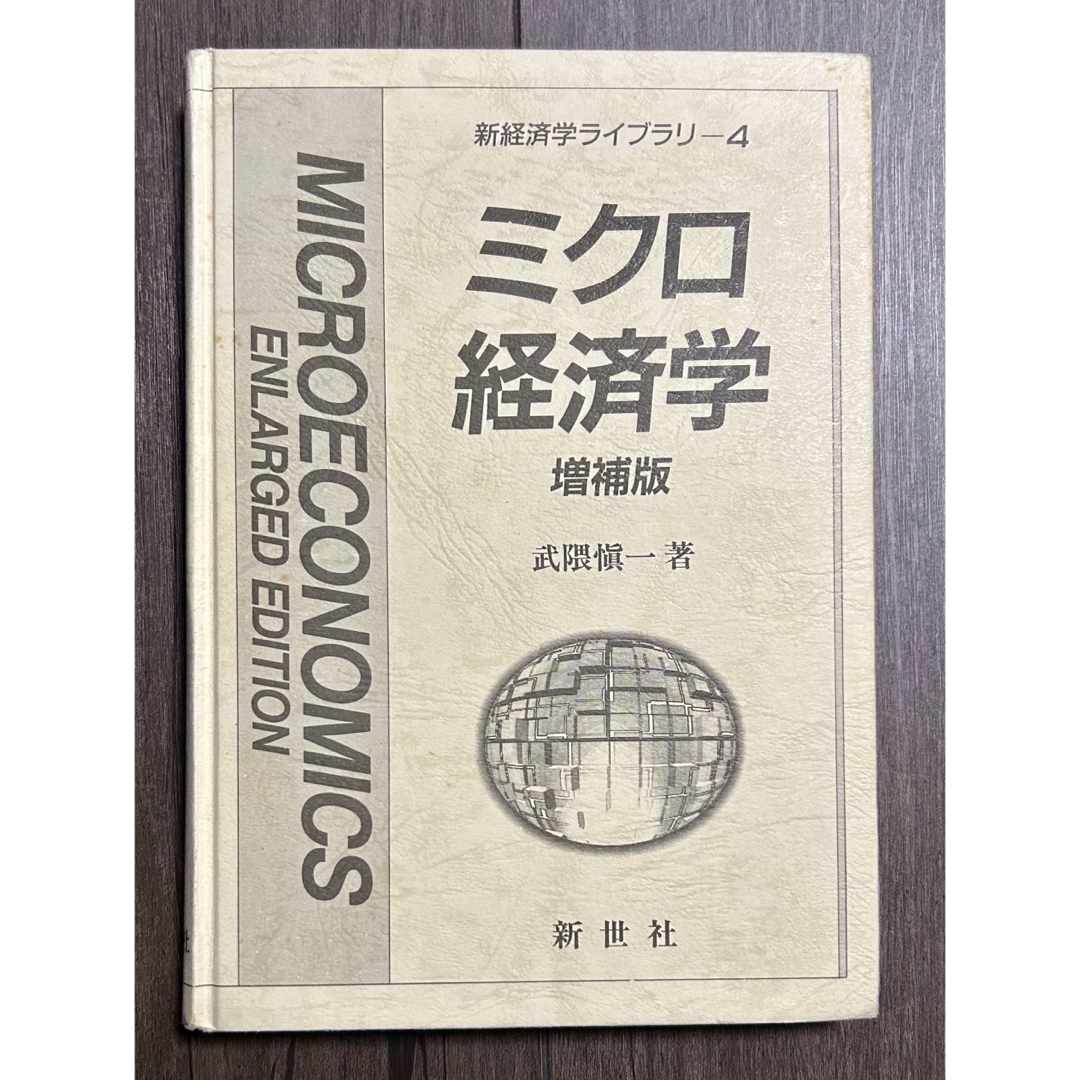 新経済学ライブラリ―4
ミクロ
経済学
増補版
武隈愼一 著
新世社
MICROECONOMICS
ENLARGED EDITION
社